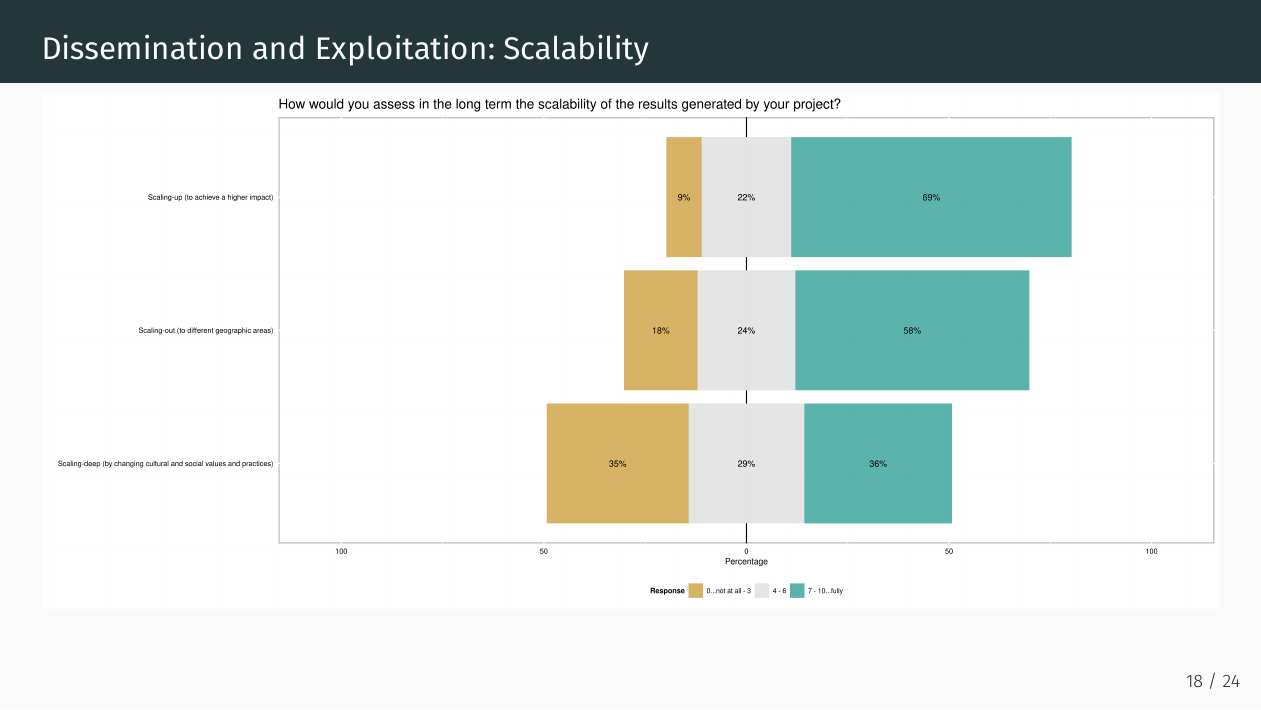 Dissemination and Exploitation: Scalability
How would you assess in the long term the scalability of the results generated by your project?
Scaling-up (to achieve a higher impact)
9%
22%
69%
Scaling-out (to different geographic areas)
18%
24%
58%
Scaling-deep (by changing cultural and social values and practices)
35%
29%
36%
100
50
0
50
100
Percentage
Response 0...not at all - 3 4 - 6 7 - 10...fully
18 / 24